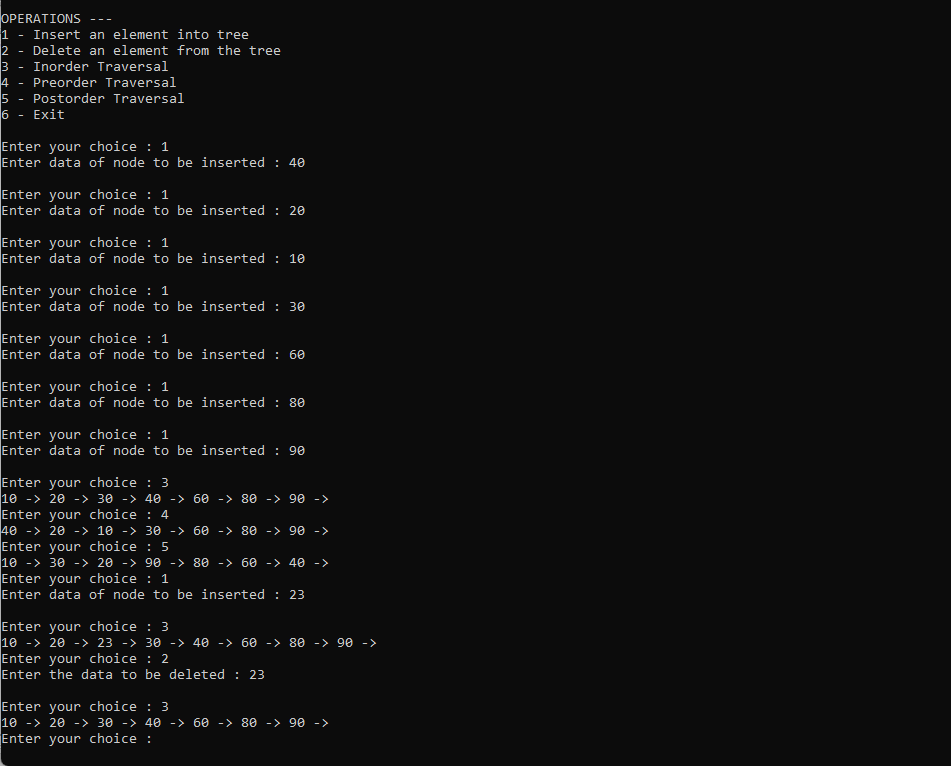 OPERATIONS ---
1 - Insert an element into tree
2 - Delete an element from the tree
3 - Inorder Traversal
4 - Preorder Traversal
5 - Postorder Traversal
6 - Exit
Enter your choice : 1
Enter data of node to be inserted : 40
Enter your choice : 1
Enter data of node to be inserted : 20
Enter your choice : 1
Enter data of node to be inserted : 10
Enter your choice : 1
Enter data of node to be inserted : 30
Enter your choice : 1
Enter data of node to be inserted : 60
Enter your choice : 1
Enter data of node to be inserted : 80
Enter your choice : 1
Enter data of node to be inserted : 90
Enter your choice : 3
10 -> 20 -> 30 -> 40 -> 60 -> 80 -> 90 ->
Enter your choice : 4
40 -> 20 -> 10 -> 30 -> 60 -> 80 -> 90 ->
Enter your choice : 5
10 -> 30 -> 20 -> 90 -> 80 -> 60 -> 40 ->
Enter your choice : 1
Enter data of node to be inserted : 23
Enter your choice : 3
10 -> 20 -> 23 -> 30 -> 40 -> 60 -> 80 -> 90 ->
Enter your choice : 2
Enter the data to be deleted : 23
Enter your choice : 3
10 -> 20 -> 30 -> 40 -> 60 -> 80 -> 90 ->
Enter your choice :